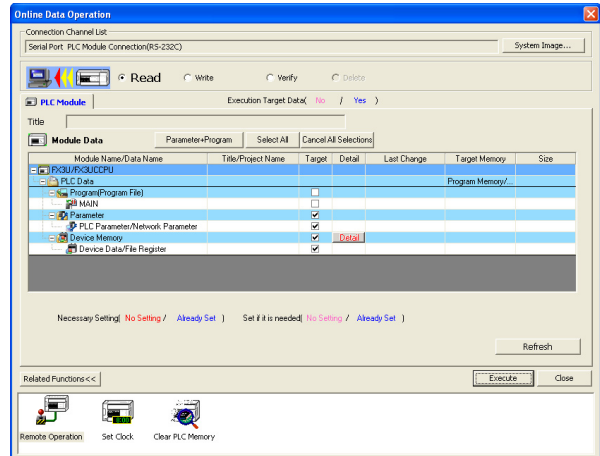 Online Data Operation
Connection Channel List
Serial Port PLC Module Connection(RS-232C)
System Image...
Read
Write
Verify
Delete
PLC Module
Execution Target Data( No / Yes )
Title
Module Data
Parameter+Program
Select All
Cancel All Selections
Module Name/Data Name Title/Project Name Target Detail Last Change Target Memory Size
FX3U/FX3UCCPU
PLC Data Program Memory/...
Program(Program File)
MAIN
Parameter
PLC Parameter/Network Parameter
Device Memory Detail
Device Data/File Register
Necessary Setting( No Setting / Already Set ) Set if it is needed( No Setting / Already Set )
Refresh
Related Functions<<
Execute
Close
Remote Operation
Set Clock
Clear PLC Memory